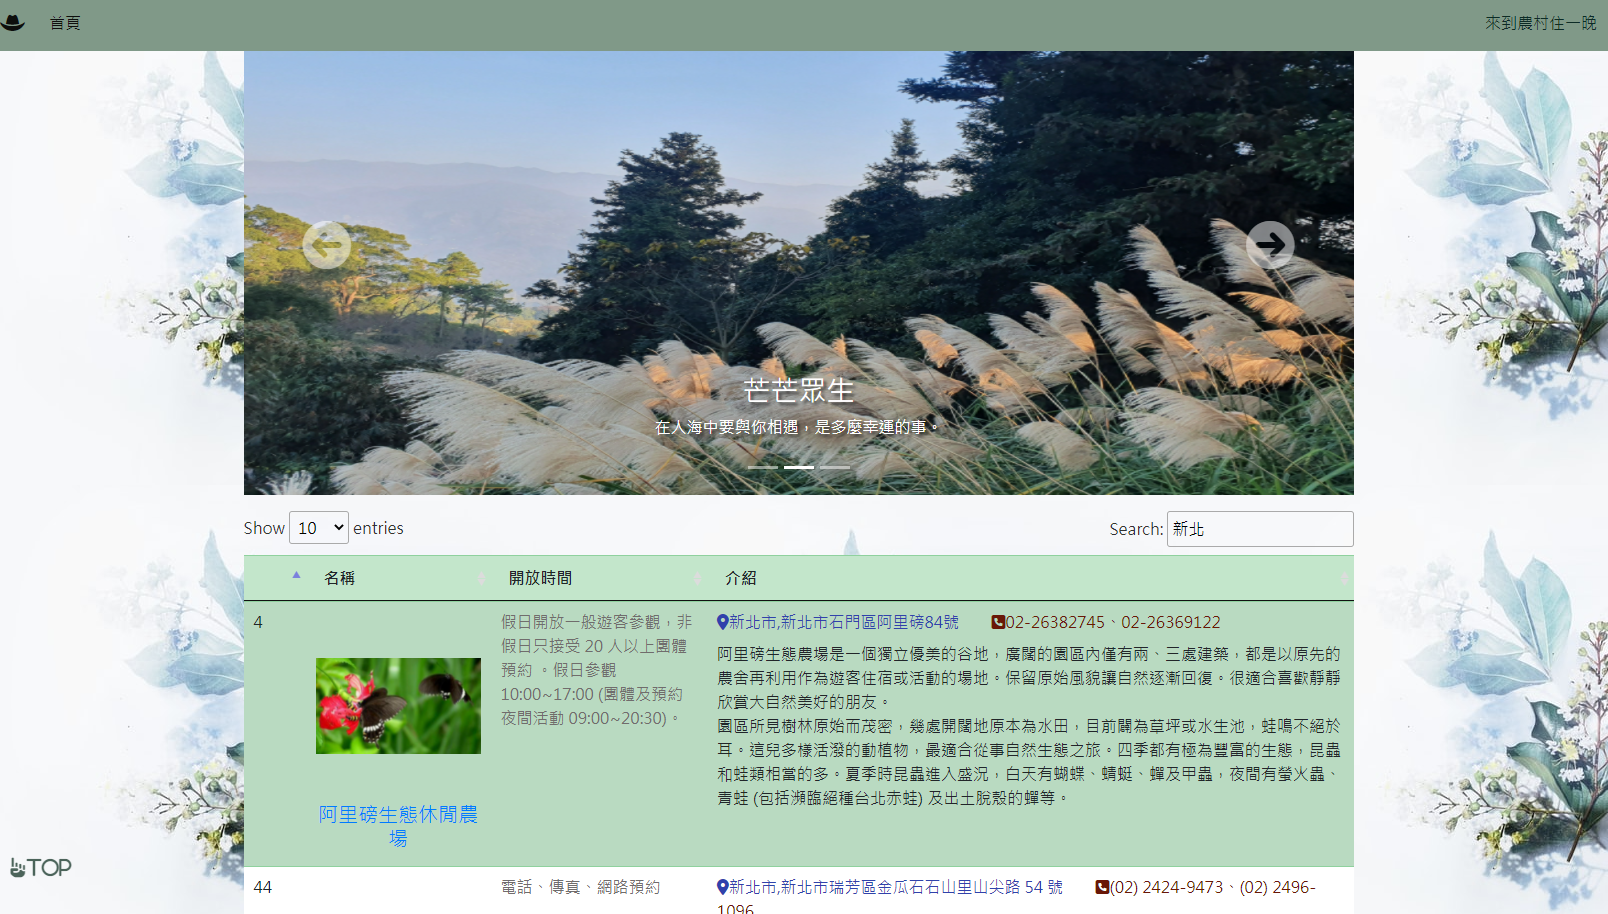 首頁
來到農村住一晚
芒芒眾生
在人海中要與你相遇，是多麼幸運的事。
Show 10 entries
Search: 新北
名稱
開放時間
介紹
4
阿里磅生態休閒農
場
假日開放一般遊客參觀，非
假日只接受 20 人以上團體
預約 。假日參觀
10:00~17:00 (團體及預約
夜間活動 09:00~20:30)。
新北市,新北市石門區阿里磅84號
02-26382745、02-26369122
阿里磅生態農場是一個獨立優美的谷地，廣闊的園區內僅有兩、三處建築，都是以原先的
農舍再利用作為遊客住宿或活動的場地。保留原始風貌讓自然逐漸回復。很適合喜歡靜靜
欣賞大自然美好的朋友。
園區所見樹林原始而茂密，幾處開闊地原本為水田，目前闢為草坪或水生池，蛙鳴不絕於
耳。這兒多樣活潑的動植物，最適合從事自然生態之旅。四季都有極為豐富的生態，昆蟲
和蛙類相當的多。夏季時昆蟲進入盛況，白天有蝴蝶、蜻蜓、蟬及甲蟲，夜間有螢火蟲、
青蛙 (包括瀕臨絕種台北赤蛙) 及出土脫殼的蟬等。
TOP
44
電話、傳真、網路預約
新北市,新北市瑞芳區金瓜石石山里山尖路 54 號
(02) 2424-9473、(02) 2496-
1096